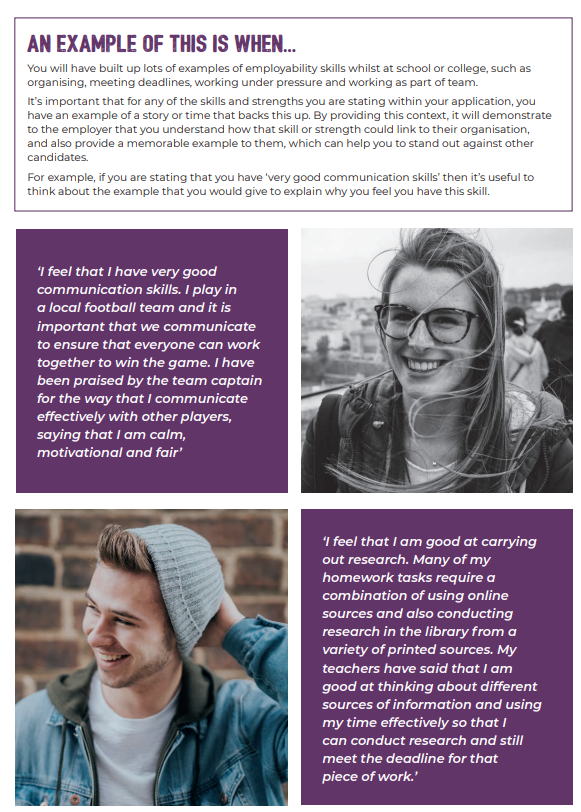 AN EXAMPLE OF THIS IS WHEN...
You will have built up lots of examples of employability skills whilst at school or college, such as
organising, meeting deadlines, working under pressure and working as part of team.
It's important that for any of the skills and strengths you are stating within your application, you
have an example of a story or time that backs this up. By providing this context, it will demonstrate
to the employer that you understand how that skill or strength could link to their organisation,
and also provide a memorable example to them, which can help you to stand out against other
candidates.
For example, if you are stating that you have 'very good communication skills' then it's useful to
think about the example that you would give to explain why you feel you have this skill.
'I feel that I have very good
communication skills. I play in
a local football team and it is
important that we communicate
to ensure that everyone can work
together to win the game. I have
been praised by the team captain
for the way that I communicate
effectively with other players,
saying that I am calm,
motivational and fair'
'I feel that I am good at carrying
out research. Many of my
homework tasks require a
combination of using online
sources and also conducting
research in the library from a
variety of printed sources. My
teachers have said that I am
good at thinking about different
sources of information and using
my time effectively so that I
can conduct research and still
meet the deadline for that
piece of work.'